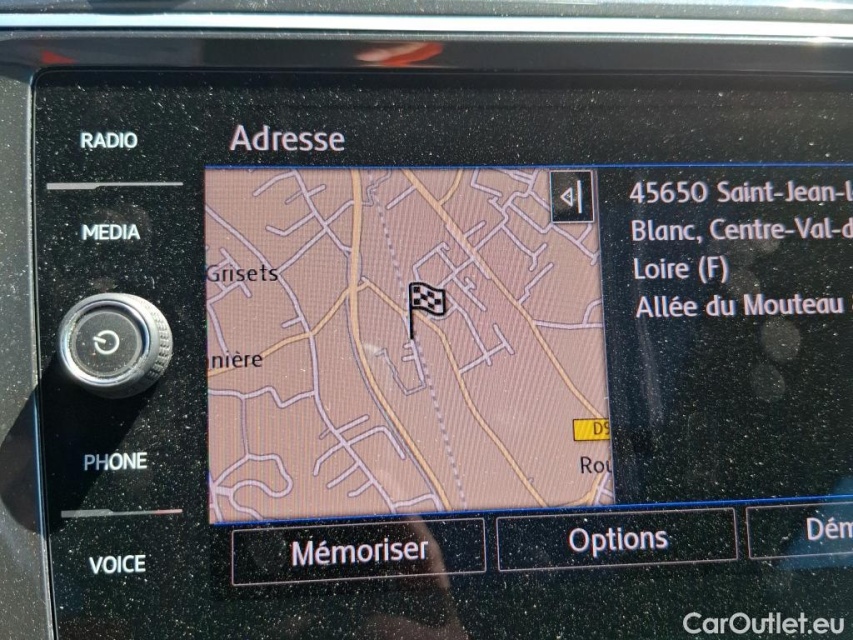 RADIO
Adresse
MEDIA
45650 Saint-Jean-l
Blanc, Centre-Val-d
Loire (F)
Allée du Mouteau
Grisets
nière
D9
Rou
PHONE
VOICE
Mémoriser
Options
Dém
CarOutlet.eu